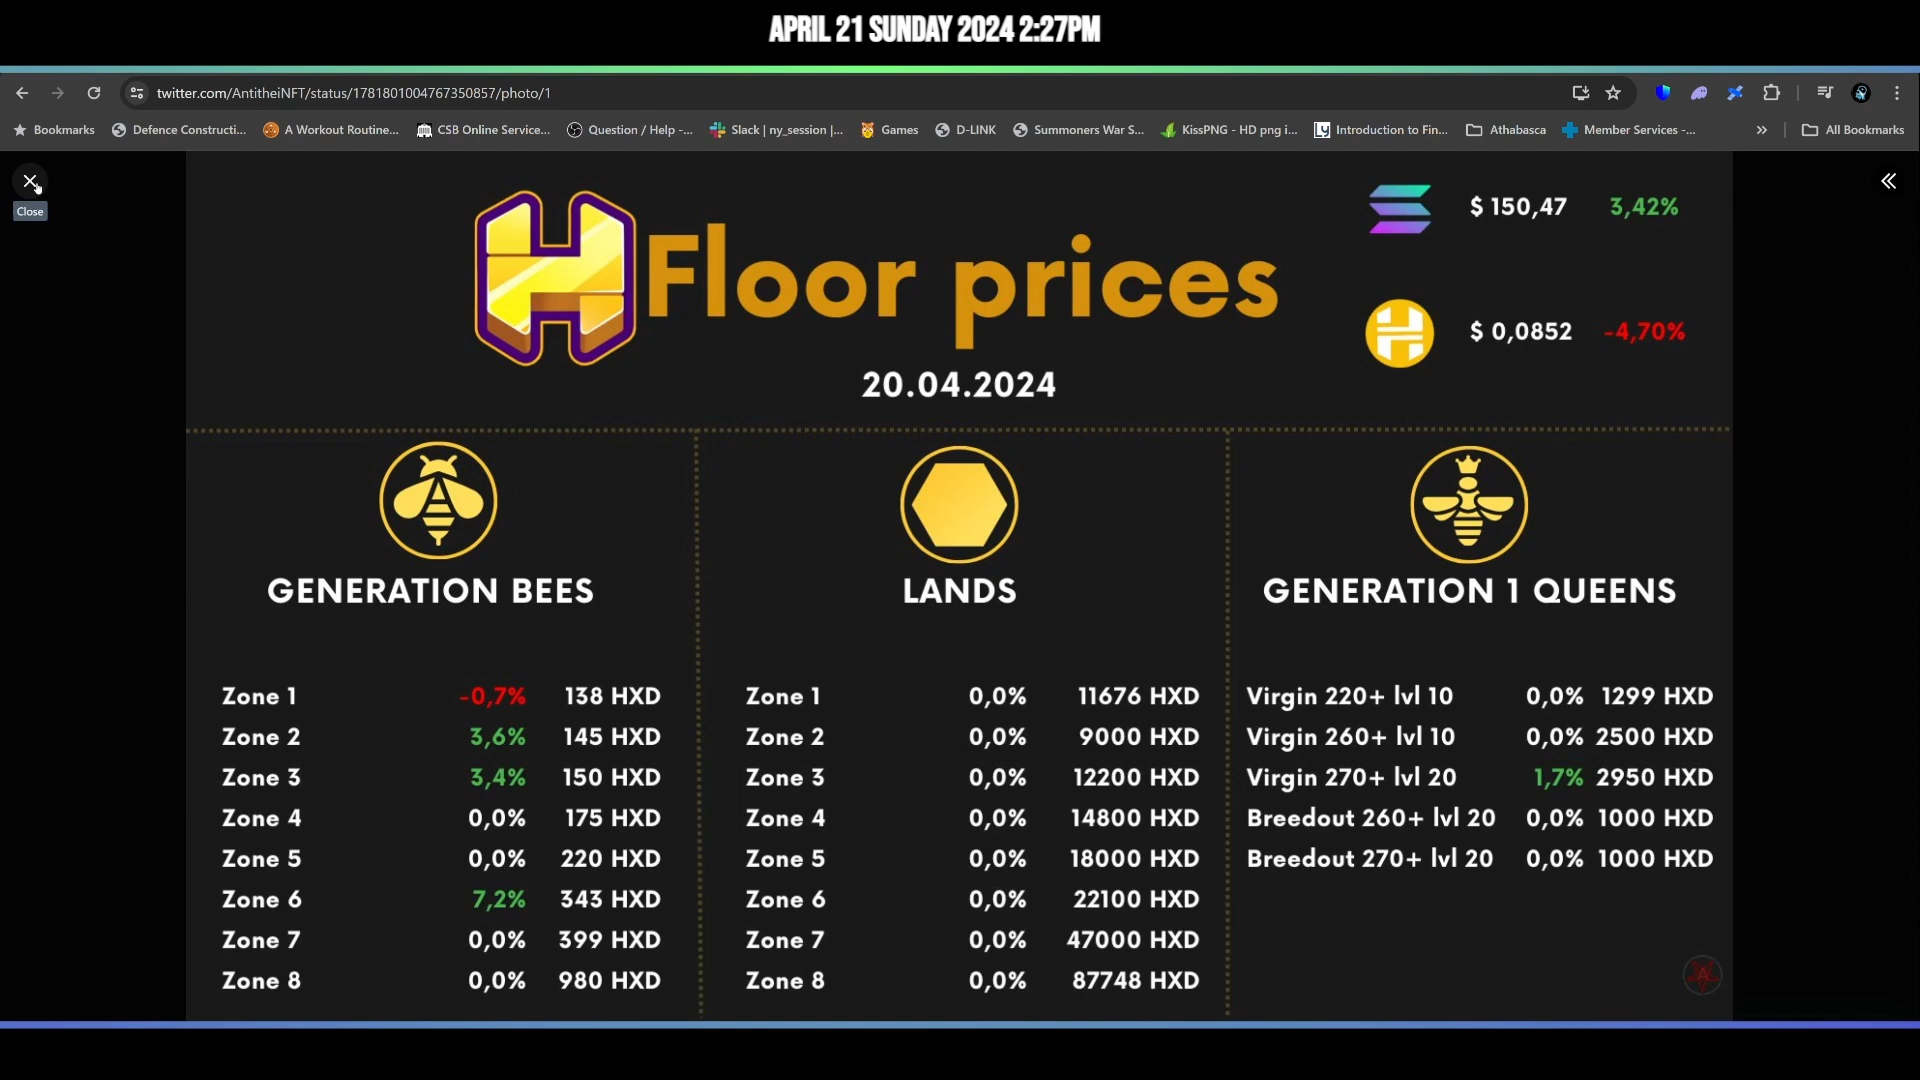 APRIL 21 SUNDAY 2024 2:27PM
twitter.com/AntitheiNFT/status/1781801004767350857/photo/1
Bookmarks Defence Constructi... A Workout Routine... CSB Online Service... Question / Help -... Slack | ny_session |... Games D-LINK Summoners War S... KissPNG - HD png i... Ly Introduction to Fin... Athabasca Member Services -... » All Bookmarks
Close
H Floor prices
20.04.2024
$ 150,47 3,42%
H $ 0,0852 -4,70%
GENERATION BEES
Zone 1 -0,7% 138 HXD
Zone 2 3,6% 145 HXD
Zone 3 3,4% 150 HXD
Zone 4 0,0% 175 HXD
Zone 5 0,0% 220 HXD
Zone 6 7,2% 343 HXD
Zone 7 0,0% 399 HXD
Zone 8 0,0% 980 HXD
LANDS
Zone 1 0,0% 11676 HXD
Zone 2 0,0% 9000 HXD
Zone 3 0,0% 12200 HXD
Zone 4 0,0% 14800 HXD
Zone 5 0,0% 18000 HXD
Zone 6 0,0% 22100 HXD
Zone 7 0,0% 47000 HXD
Zone 8 0,0% 87748 HXD
GENERATION 1 QUEENS
Virgin 220+ lvl 10 0,0% 1299 HXD
Virgin 260+ lvl 10 0,0% 2500 HXD
Virgin 270+ lvl 20 1,7% 2950 HXD
Breedout 260+ lvl 20 0,0% 1000 HXD
Breedout 270+ lvl 20 0,0% 1000 HXD
A